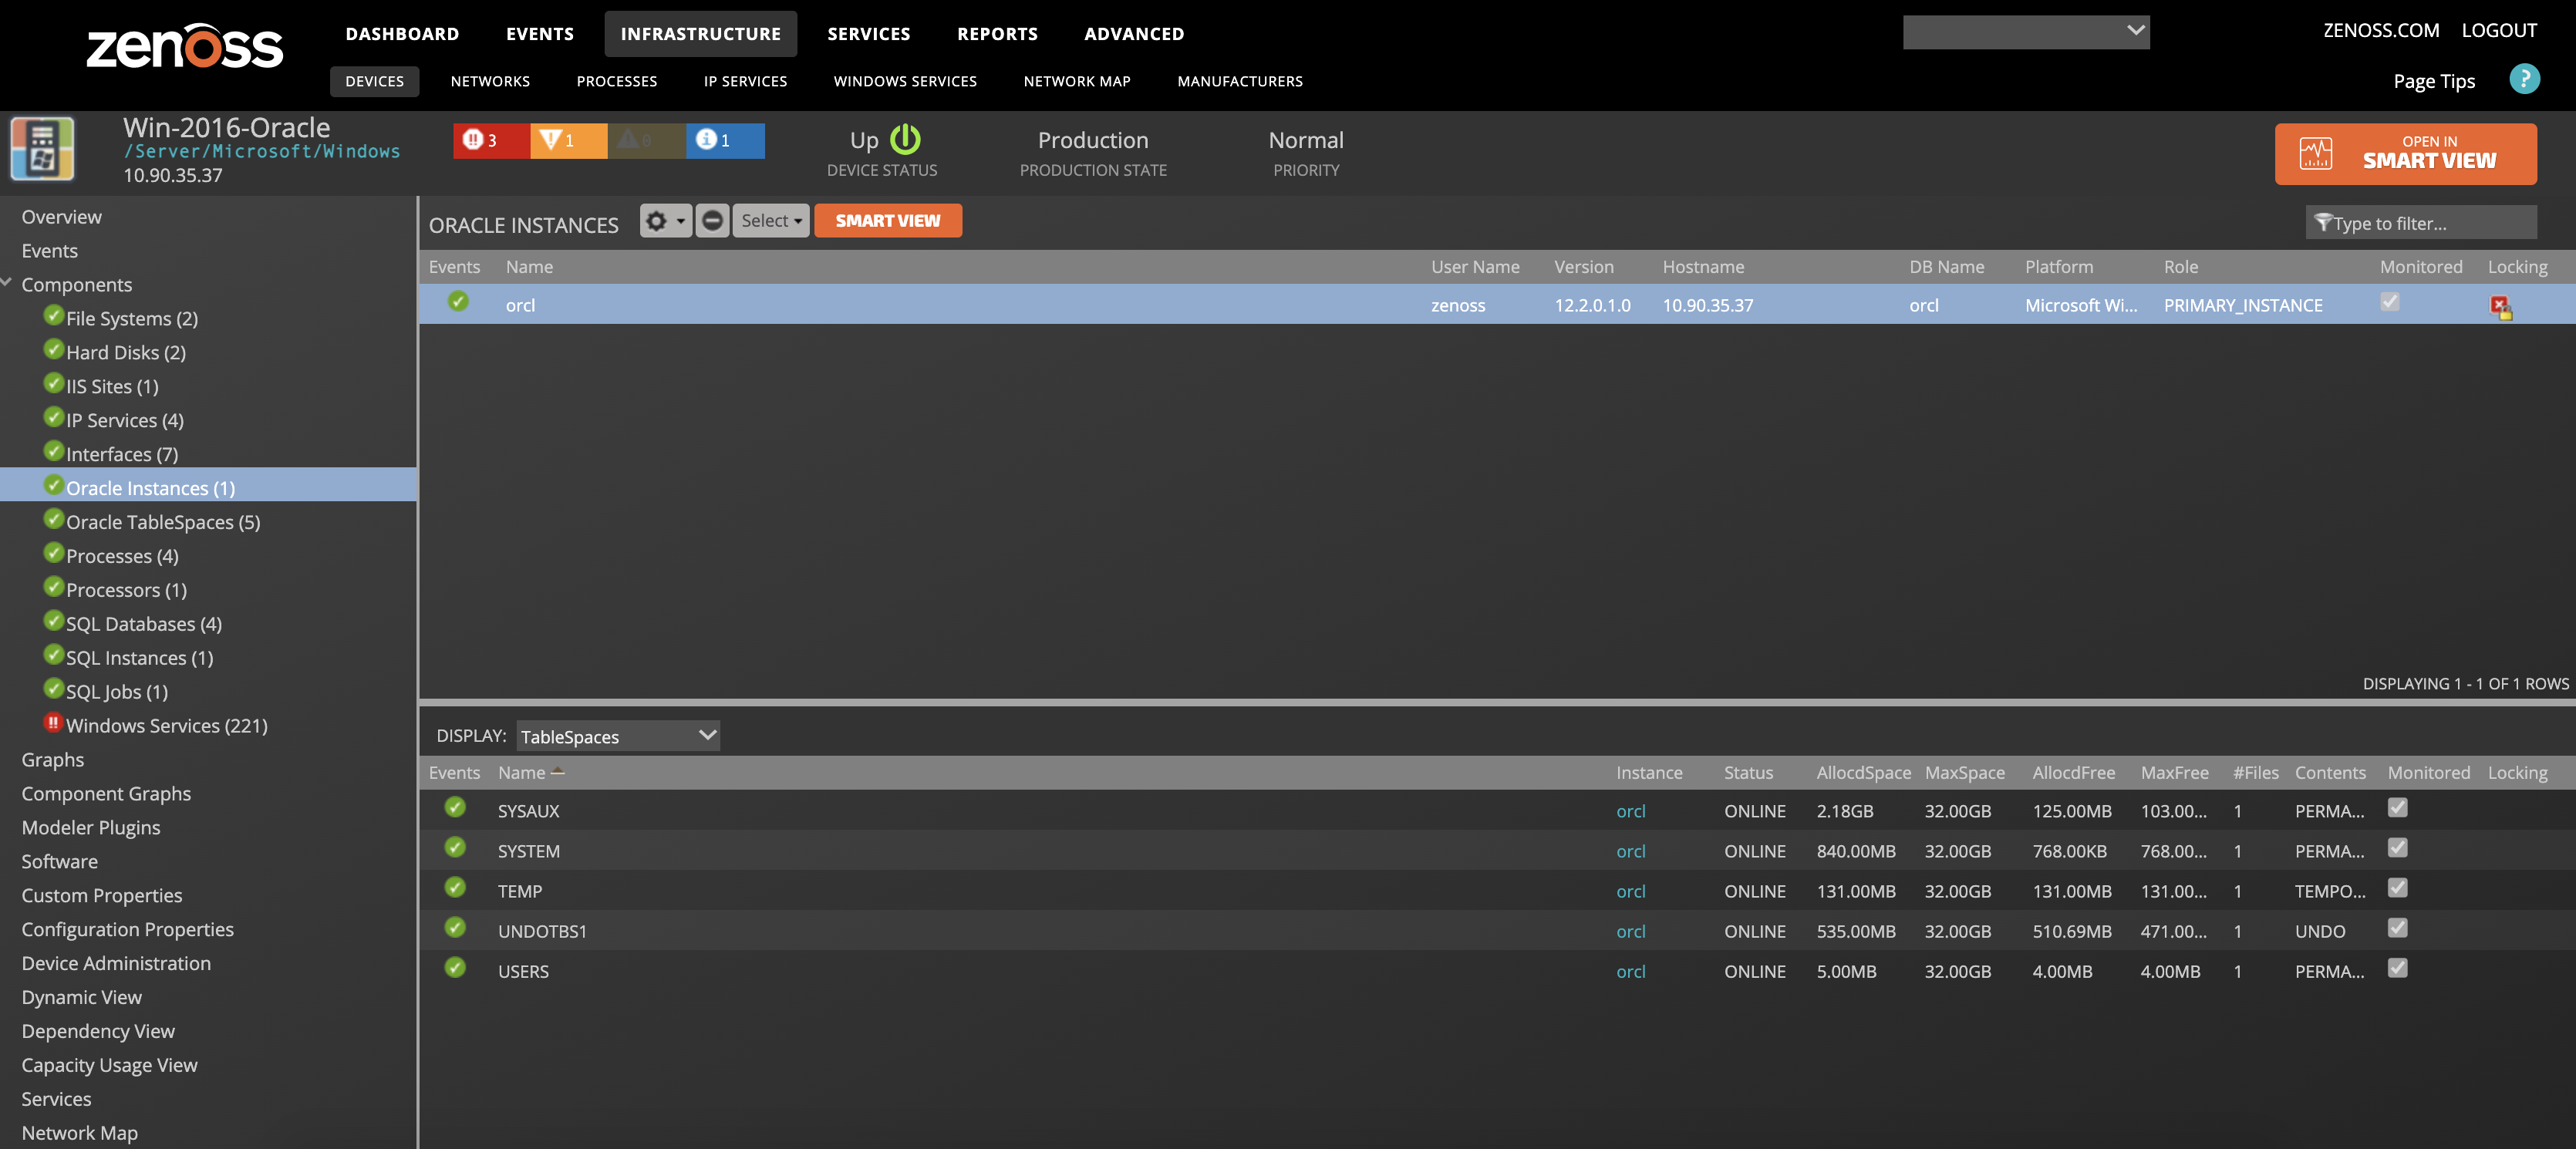 zenoss
DASHBOARD EVENTS INFRASTRUCTURE SERVICES REPORTS ADVANCED
ZENOSS.COM LOGOUT
DEVICES NETWORKS PROCESSES IP SERVICES WINDOWS SERVICES NETWORK MAP MANUFACTURERS
Page Tips ?
Win-2016-Oracle
/Server/Microsoft/Windows
10.90.35.37
3 1 0 1
Up
DEVICE STATUS
Production
PRODUCTION STATE
Normal
PRIORITY
OPEN IN
SMART VIEW
Overview
Events
Components
File Systems (2)
Hard Disks (2)
IIS Sites (1)
IP Services (4)
Interfaces (7)
Oracle Instances (1)
Oracle TableSpaces (5)
Processes (4)
Processors (1)
SQL Databases (4)
SQL Instances (1)
SQL Jobs (1)
Windows Services (221)
Graphs
Component Graphs
Modeler Plugins
Software
Custom Properties
Configuration Properties
Device Administration
Dynamic View
Dependency View
Capacity Usage View
Services
Network Map
ORACLE INSTANCES Select SMART VIEW Type to filter...
Events Name User Name Version Hostname DB Name Platform Role Monitored Locking
orcl zenoss 12.2.0.1.0 10.90.35.37 orcl Microsoft Wi... PRIMARY_INSTANCE
DISPLAYING 1 - 1 OF 1 ROWS
DISPLAY: TableSpaces
Events Name Instance Status AllocdSpace MaxSpace AllocdFree MaxFree #Files Contents Monitored Locking
SYSAUX orcl ONLINE 2.18GB 32.00GB 125.00MB 103.00... 1 PERMA...
SYSTEM orcl ONLINE 840.00MB 32.00GB 768.00KB 768.00... 1 PERMA...
TEMP orcl ONLINE 131.00MB 32.00GB 131.00MB 131.00... 1 TEMPO...
UNDOTBS1 orcl ONLINE 535.00MB 32.00GB 510.69MB 471.00... 1 UNDO
USERS orcl ONLINE 5.00MB 32.00GB 4.00MB 4.00MB 1 PERMA...